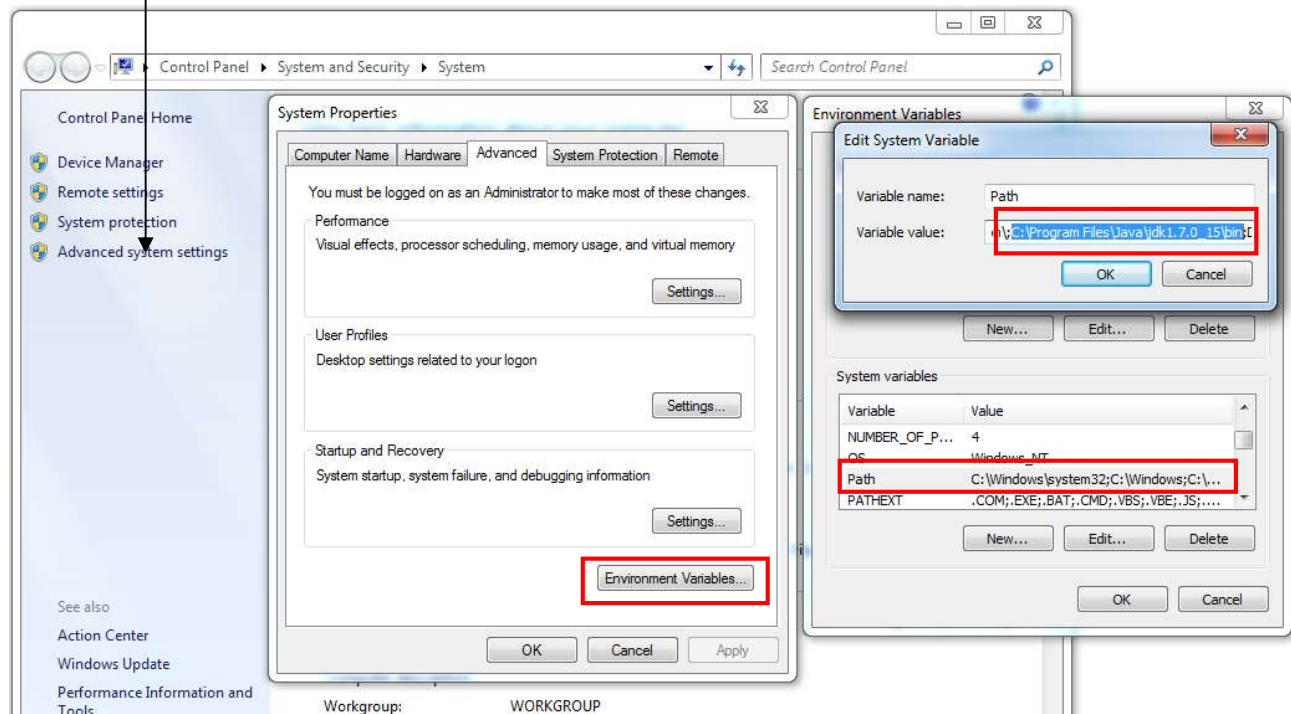 Control Panel System and Security System
Search Control Panel
Control Panel Home
Device Manager
Remote settings
System protection
Advanced system settings
See also
Action Center
Windows Update
Performance Information and
Tools
System Properties
Computer Name Hardware Advanced System Protection Remote
You must be logged on as an Administrator to make most of these changes.
Performance
Visual effects, processor scheduling, memory usage, and virtual memory
Settings...
User Profiles
Desktop settings related to your logon
Settings...
Startup and Recovery
System startup, system failure, and debugging information
Settings...
Environment Variables...
OK Cancel Apply
Workgroup: WORKGROUP
Environment Variables
Edit System Variable
Variable name: Path
Variable value: n\;C:\Program Files\Java\jdk1.7.0_15\bin;D
OK Cancel
New... Edit... Delete
System variables
Variable Value
NUMBER_OF_P... 4
OS Windows_NT
Path C:\Windows\system32;C:\Windows;C:\...
PATHEXT .COM;.EXE;.BAT;.CMD;.VBS;.VBE;.JS;....
New... Edit... Delete
OK Cancel